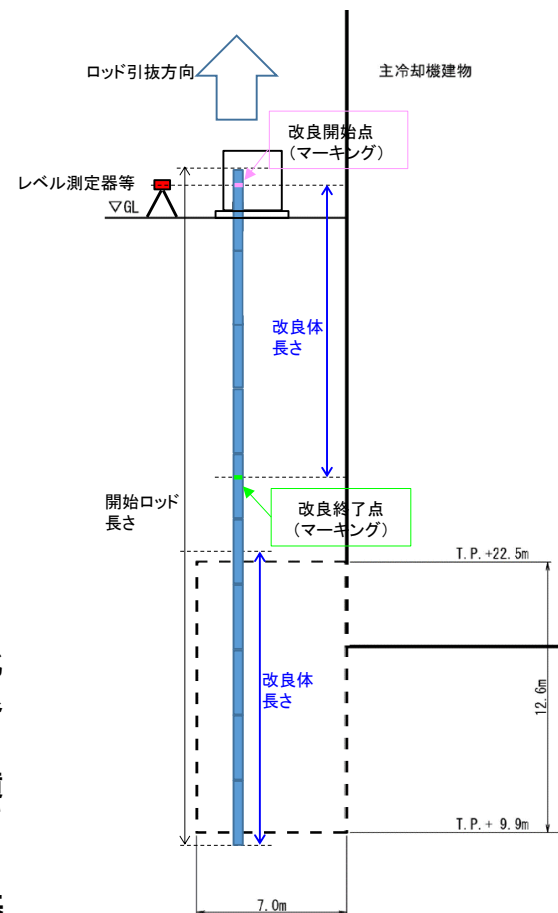 ロッド引抜方向
主冷却機建物
改良開始点
（マーキング）
レベル測定器等
▽GL
改良体
長さ
開始ロッド
長さ
改良終了点
（マーキング）
T.P.+22.5m
改良体
長さ
12.6m
T.P.+ 9.9m
7.0m